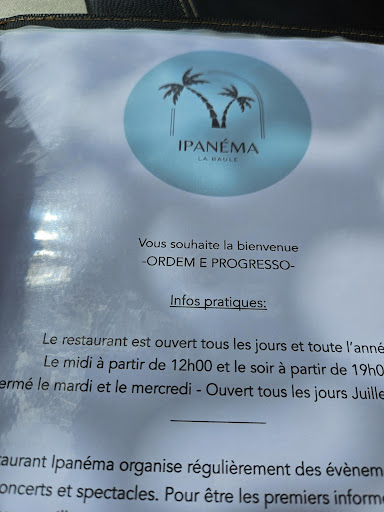 IPANÉMA
LA BAULE
Vous souhaite la bienvenue
-ORDEM E PROGRESSO-
Infos pratiques:
Le restaurant est ouvert tous les jours et toute l'anné
Le midi à partir de 12h00 et le soir à partir de 19h0
ermé le mardi et le mercredi - Ouvert tous les jours Juille
taurant Ipanéma organise régulièrement des évènem
oncerts et spectacles. Pour être les premiers informé